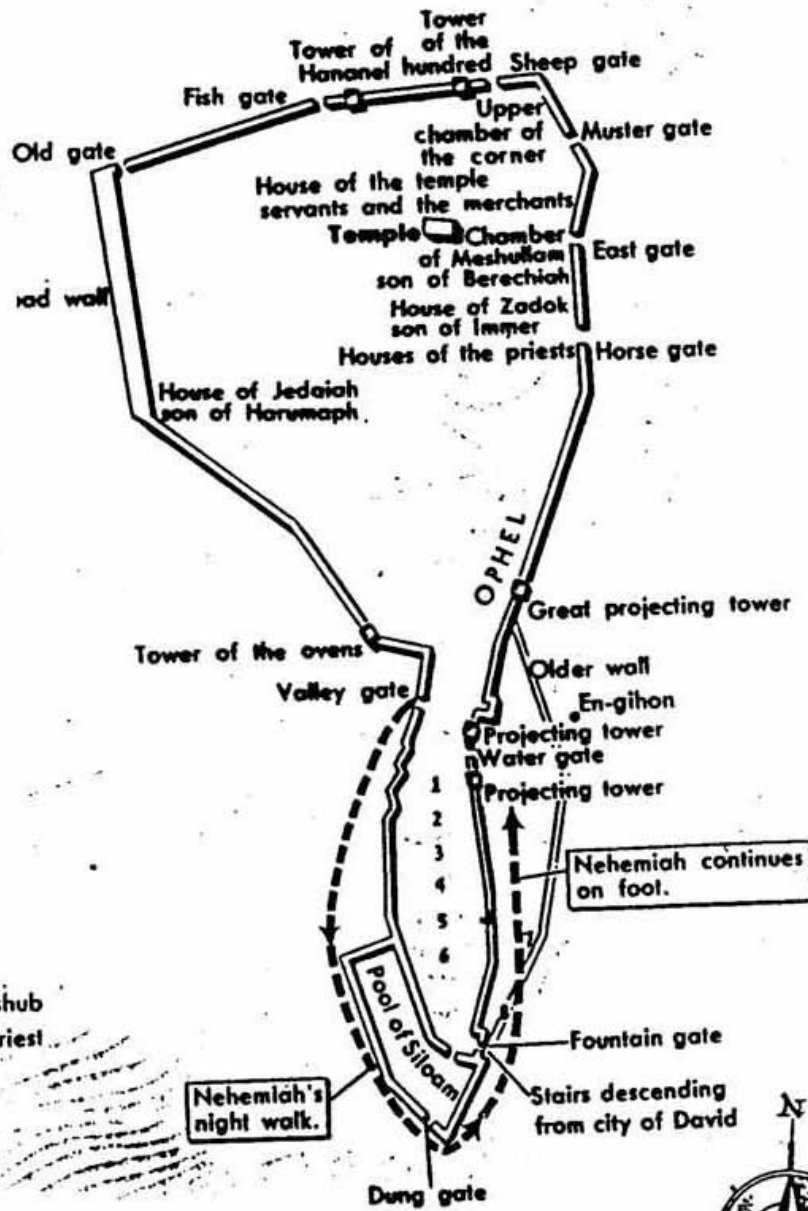 Tower
Tower of of the
Hananel hundred
Sheep gate
Fish gate
Upper
chamber of
the corner
Muster gate
Old gate
House of the temple
servants and the merchants
Temple
Chamber
of Meshullam
son of Berechiah
East gate
House of Zadok
son of Immer
Houses of the priests
Horse gate
wall
House of Jedaiah
son of Harumaph
OPHEL
Great projecting tower
Tower of the ovens
Older wall
Valley gate
En-gihon
Projecting tower
Water gate
Projecting tower
1
2
3
4
5
6
Nehemiah continues
on foot.
Pool of Siloam
Fountain gate
Nehemiah's
night walk.
Stairs descending
from city of David
Dung gate
N